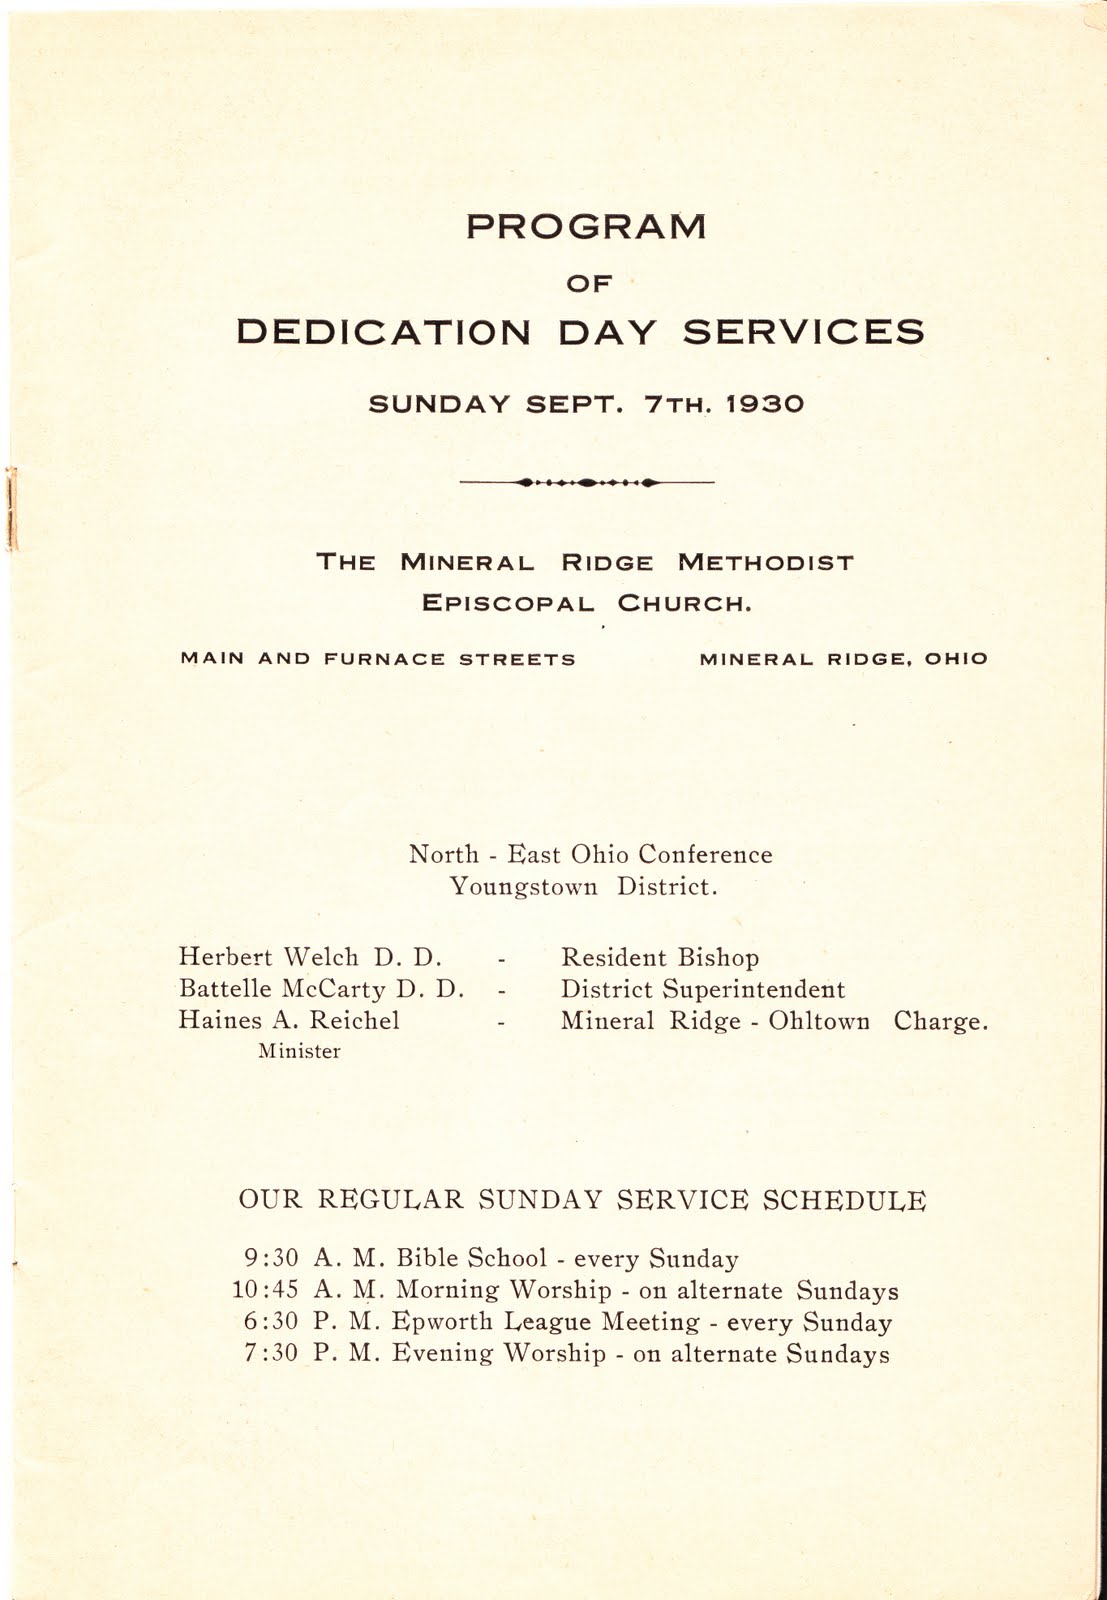 PROGRAM
OF
DEDICATION DAY SERVICES
SUNDAY SEPT. 7TH. 1930
THE MINERAL RIDGE METHODIST
EPISCOPAL CHURCH.
MAIN AND FURNACE STREETS MINERAL RIDGE, OHIO
North - East Ohio Conference
Youngstown District.
Herbert Welch D. D. - Resident Bishop
Battelle McCarty D. D. - District Superintendent
Haines A. Reichel - Mineral Ridge - Ohltown Charge.
Minister
OUR REGULAR SUNDAY SERVICE SCHEDULE
9:30 A. M. Bible School - every Sunday
10:45 A. M. Morning Worship - on alternate Sundays
6:30 P. M. Epworth League Meeting - every Sunday
7:30 P. M. Evening Worship - on alternate Sundays